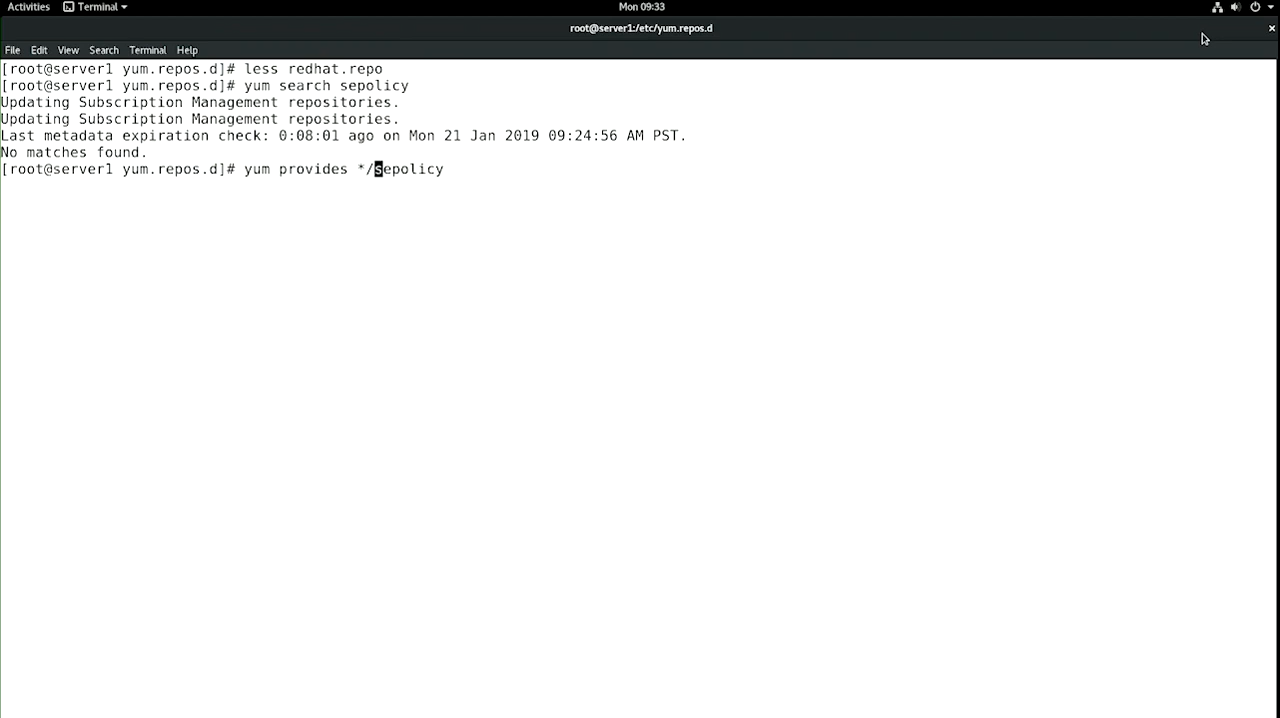 Activities Terminal Mon 09:33
root@server1:/etc/yum.repos.d ×
File Edit View Search Terminal Help
[root@server1 yum.repos.d]# less redhat.repo
[root@server1 yum.repos.d]# yum search sepolicy
Updating Subscription Management repositories.
Updating Subscription Management repositories.
Last metadata expiration check: 0:08:01 ago on Mon 21 Jan 2019 09:24:56 AM PST.
No matches found.
[root@server1 yum.repos.d]# yum provides */sepolicy